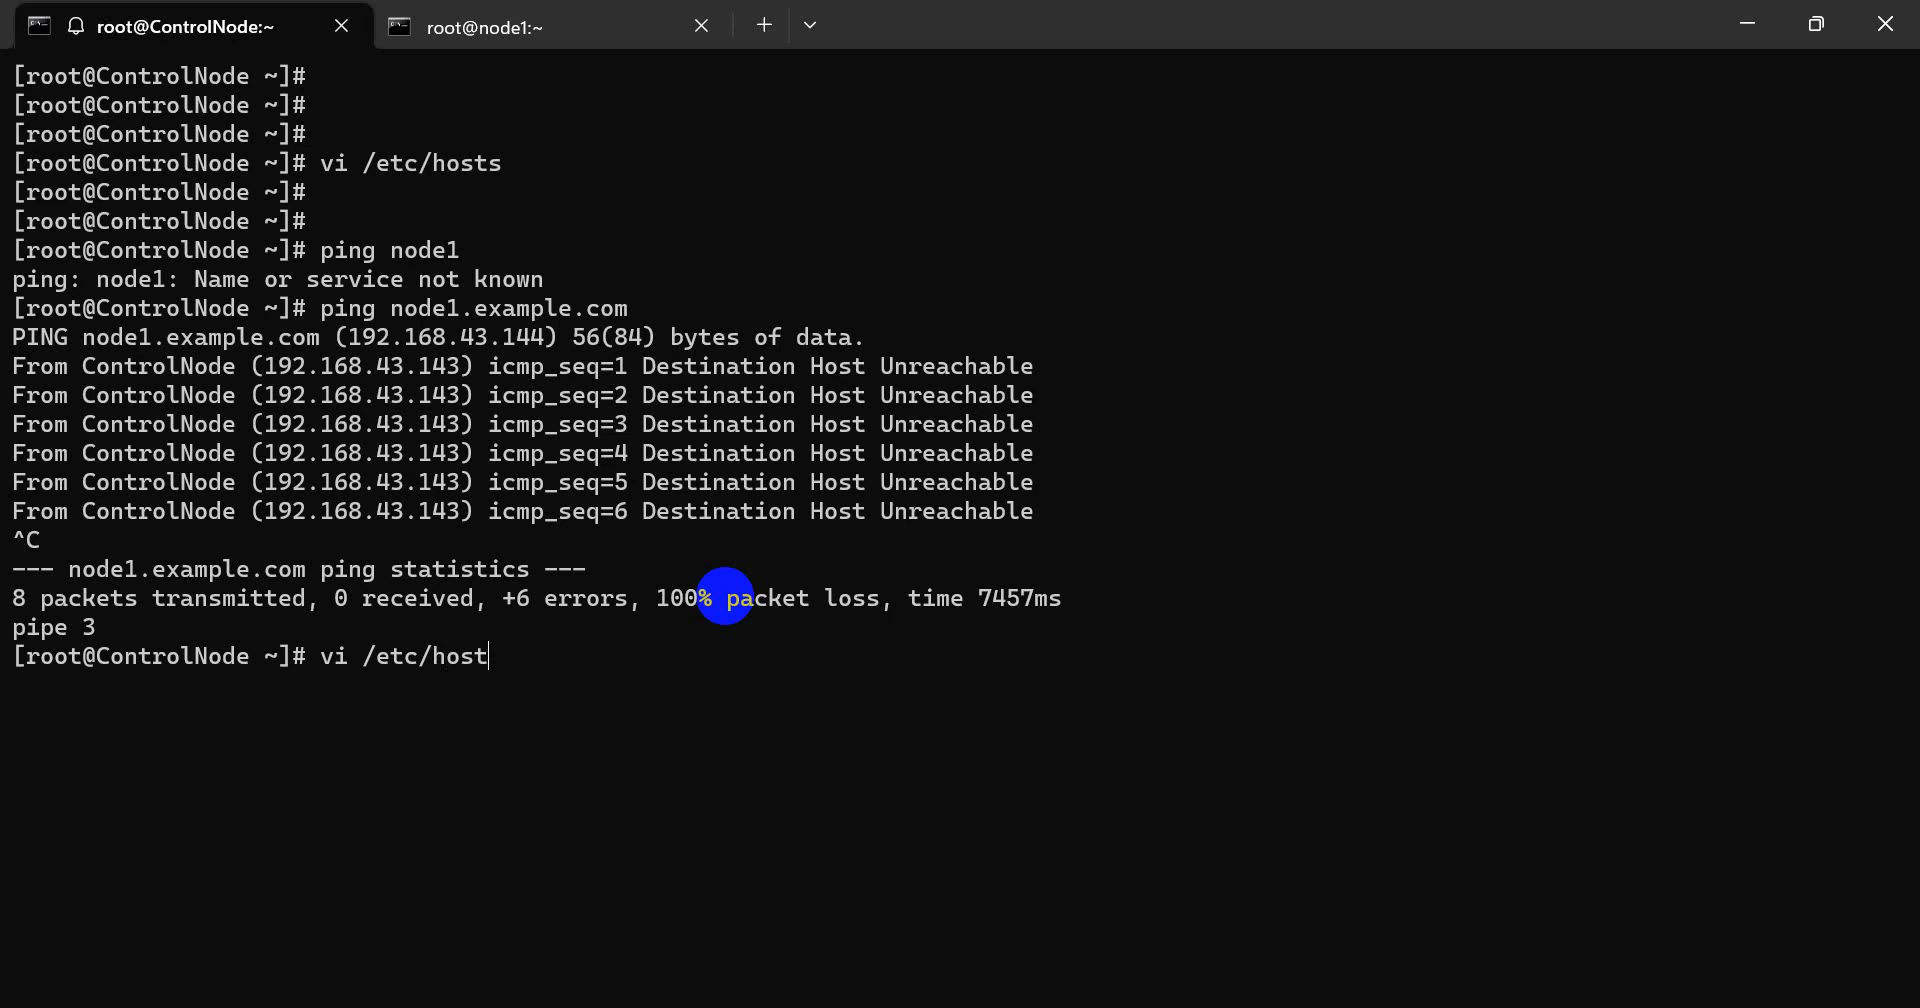 root@ControlNode:~
root@node1:~
[root@ControlNode ~]#
[root@ControlNode ~]#
[root@ControlNode ~]#
[root@ControlNode ~]# vi /etc/hosts
[root@ControlNode ~]#
[root@ControlNode ~]#
[root@ControlNode ~]# ping node1
ping: node1: Name or service not known
[root@ControlNode ~]# ping node1.example.com
PING node1.example.com (192.168.43.144) 56(84) bytes of data.
From ControlNode (192.168.43.143) icmp_seq=1 Destination Host Unreachable
From ControlNode (192.168.43.143) icmp_seq=2 Destination Host Unreachable
From ControlNode (192.168.43.143) icmp_seq=3 Destination Host Unreachable
From ControlNode (192.168.43.143) icmp_seq=4 Destination Host Unreachable
From ControlNode (192.168.43.143) icmp_seq=5 Destination Host Unreachable
From ControlNode (192.168.43.143) icmp_seq=6 Destination Host Unreachable
^C
--- node1.example.com ping statistics ---
8 packets transmitted, 0 received, +6 errors, 100% packet loss, time 7457ms
pipe 3
[root@ControlNode ~]# vi /etc/host